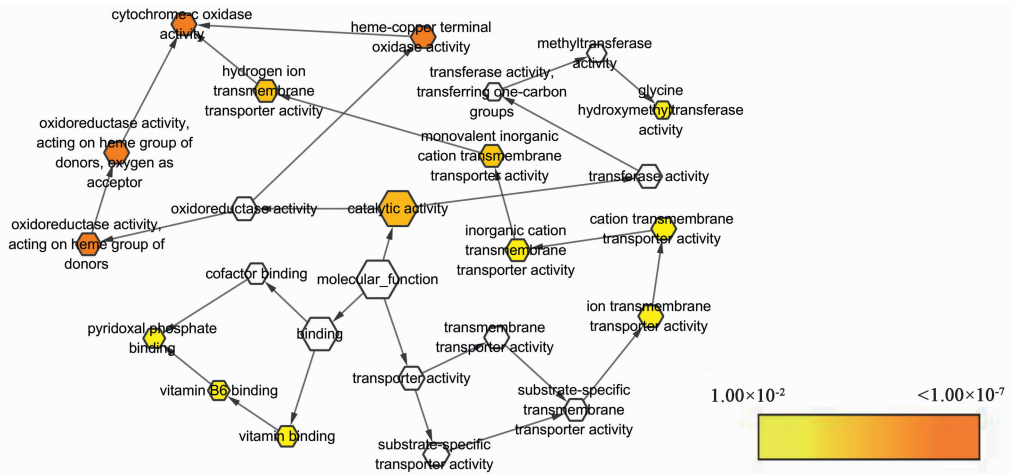 cytochrome-c oxidase
activity
heme-copper terminal
oxidase activity
methyltransferase
activity
hydrogen ion
transmembrane
transporter activity
transferase activity,
transferring one-carbon
groups
glycine
hydroxymethyltransferase
activity
oxidoreductase activity,
acting on heme group of
donors, oxygen as
acceptor
monovalent inorganic
cation transmembrane
transporter activity
transferase activity
oxidoreductase activity
catalytic activity
oxidoreductase activity,
acting on heme group of
donors
inorganic cation
transmembrane
transporter activity
cation transmembrane
transporter activity
cofactor binding
molecular_function
pyridoxal phosphate
binding
binding
transmembrane
transporter activity
ion transmembrane
transporter activity
vitamin B6 binding
transporter activity
substrate-specific
transmembrane
transporter activity
vitamin binding
substrate-specific
transporter activity
1.00×10-2
<1.00×10-7